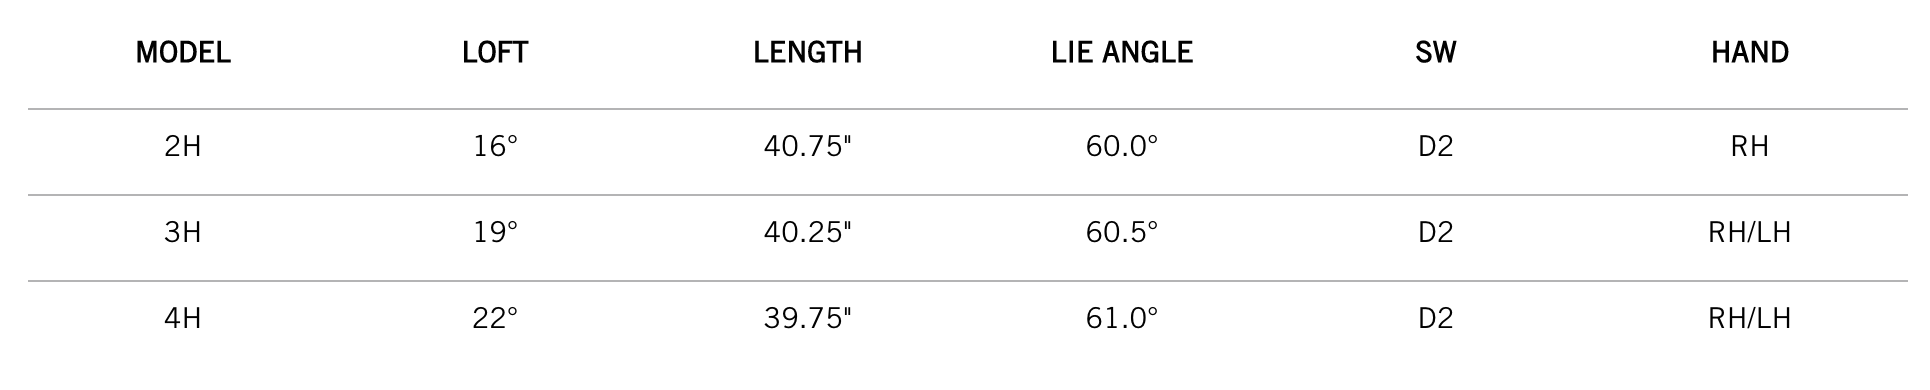 MODEL LOFT LENGTH LIE ANGLE SW HAND
2H 16° 40.75" 60.0° D2 RH
3H 19° 40.25" 60.5° D2 RH/LH
4H 22° 39.75" 61.0° D2 RH/LH